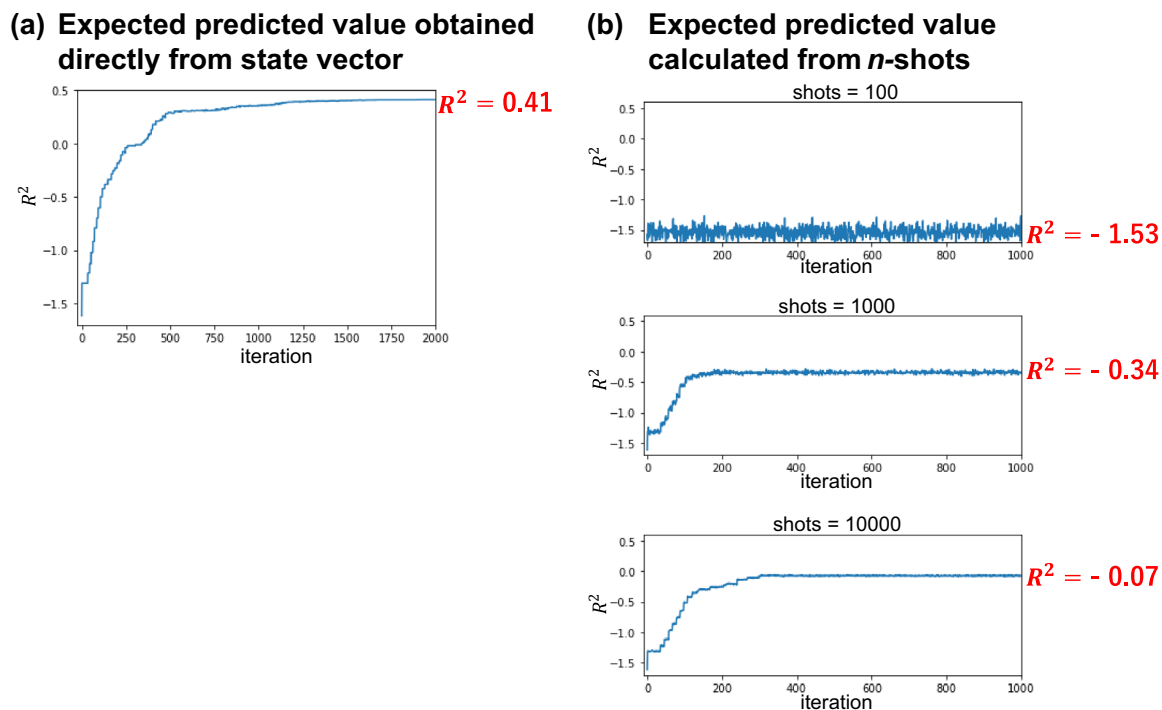 (a) Expected predicted value obtained
directly from state vector
0.5
0.0
−0.5
−1.0
−1.5
R²
0
250
500
750
1000
1250
1500
1750
2000
iteration
R² = 0.41
(b) Expected predicted value
calculated from n-shots
shots = 100
0.5
0.0
−0.5
−1.0
−1.5
R²
0
200
400
600
800
1000
iteration
R² = - 1.53
shots = 1000
0.5
0.0
−0.5
−1.0
−1.5
R²
0
200
400
600
800
1000
iteration
R² = - 0.34
shots = 10000
0.5
0.0
−0.5
−1.0
−1.5
R²
0
200
400
600
800
1000
iteration
R² = - 0.07